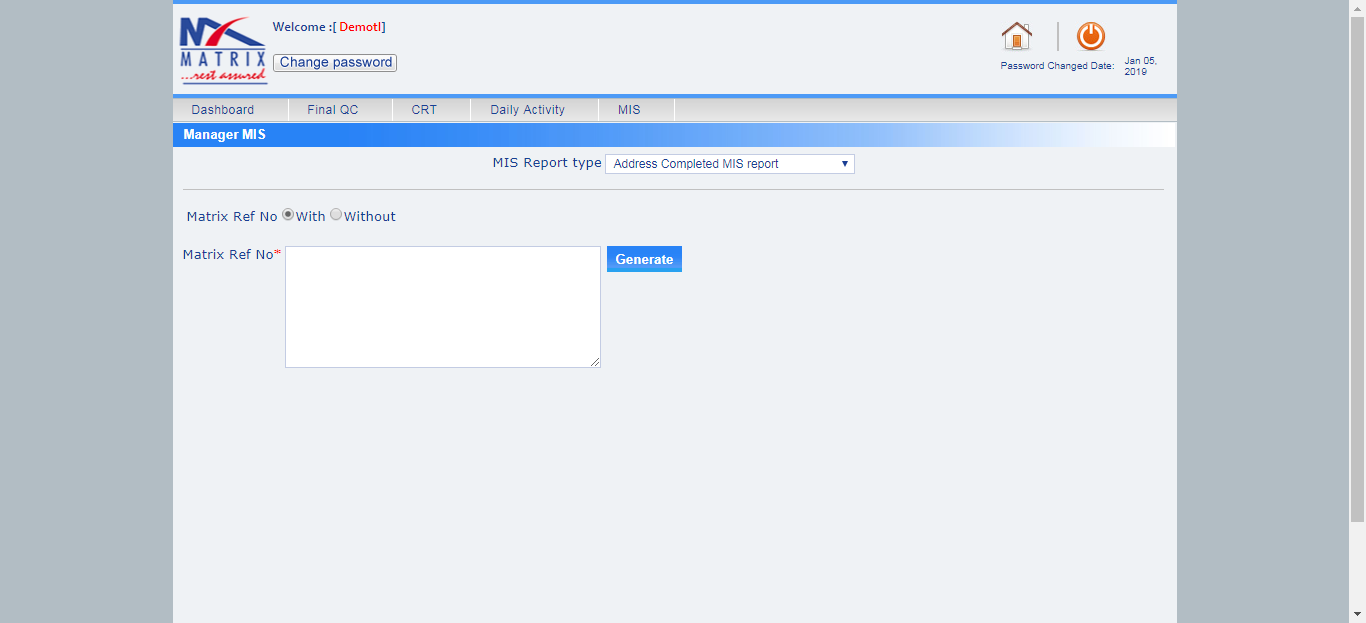 MATRIX
...rest assured
Welcome :[ Demotl]
Change password
Password Changed Date:
Jan 05,
2019
Dashboard Final QC CRT Daily Activity MIS
Manager MIS
MIS Report type Address Completed MIS report
Matrix Ref No With Without
Matrix Ref No*
Generate